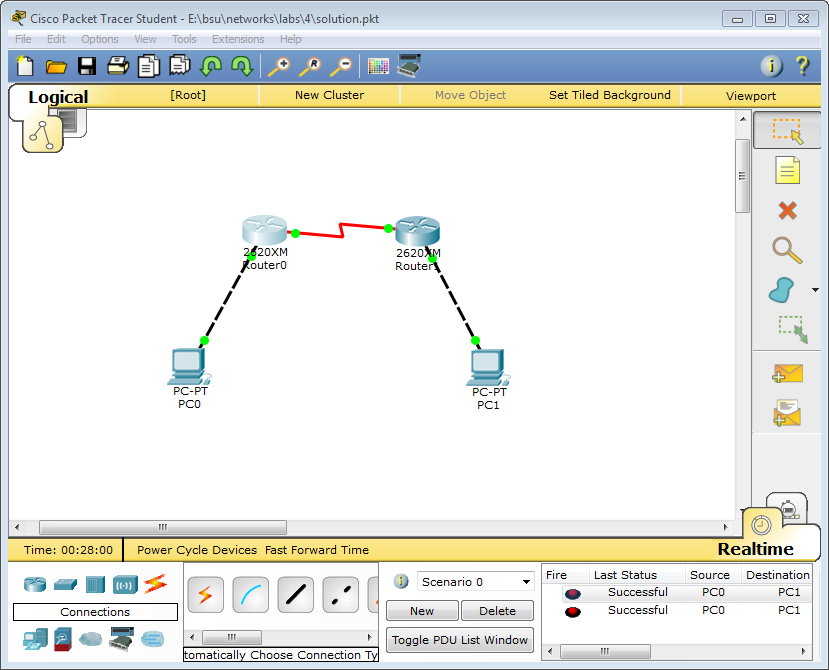 Cisco Packet Tracer Student - E:\bsu\networks\labs\4\solution.pkt
File Edit Options View Tools Extensions Help
Logical [Root] New Cluster Move Object Set Tiled Background Viewport
2620XM
Router0
2620XM
Router
PC-PT
PC0
PC-PT
PC1
Time: 00:28:00 Power Cycle Devices Fast Forward Time Realtime
Connections
tomatically Choose Connection Ty
Scenario 0
New Delete
Toggle PDU List Window
Fire Last Status Source Destination
Successful PC0 PC1
Successful PC0 PC1